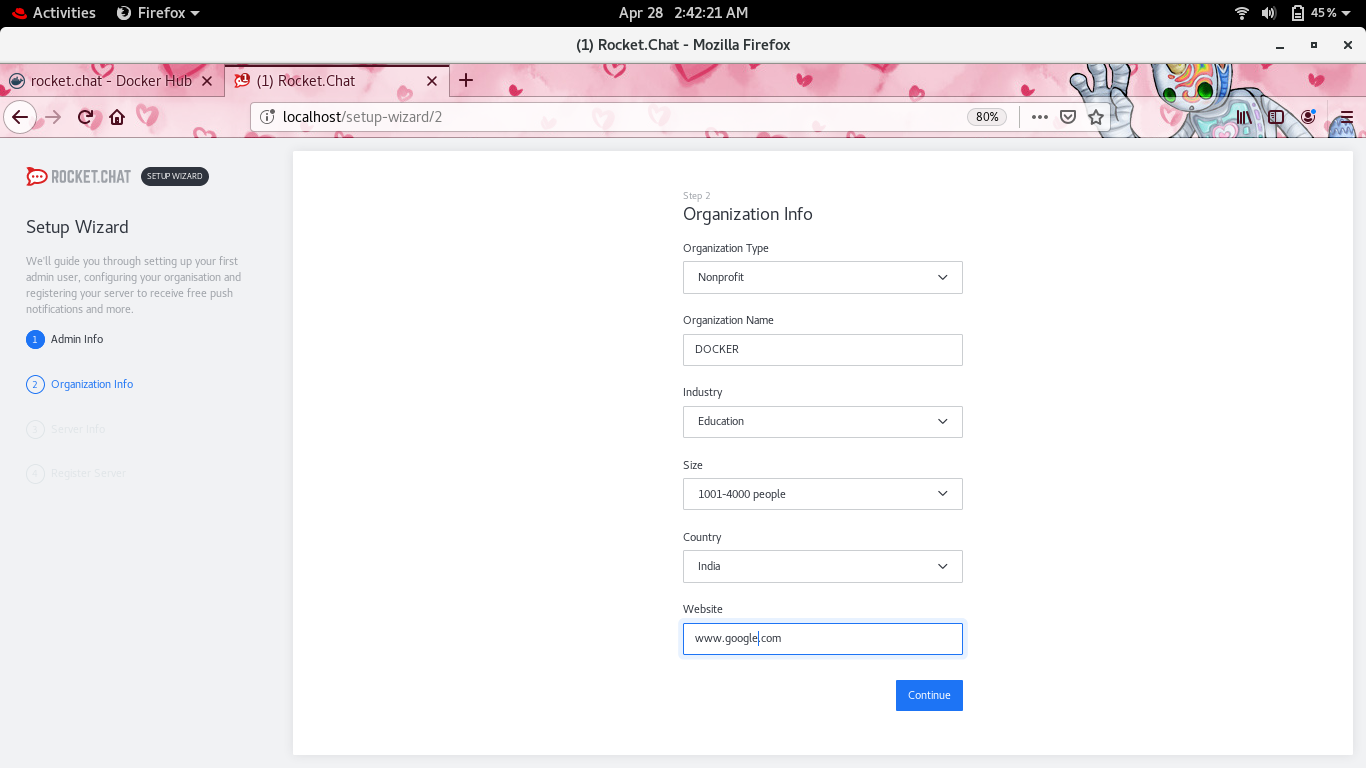 Activities Firefox Apr 28 2:42:21 AM 45%
(1) Rocket.Chat - Mozilla Firefox
rocket.chat - Docker Hub (1) Rocket.Chat
localhost/setup-wizard/2 80%
ROCKET.CHAT SETUP WIZARD
Setup Wizard
We'll guide you through setting up your first
admin user, configuring your organisation and
registering your server to receive free push
notifications and more.
1 Admin Info
2 Organization Info
3 Server Info
4 Register Server
Step 2
Organization Info
Organization Type
Nonprofit
Organization Name
DOCKER
Industry
Education
Size
1001-4000 people
Country
India
Website
www.google.com
Continue